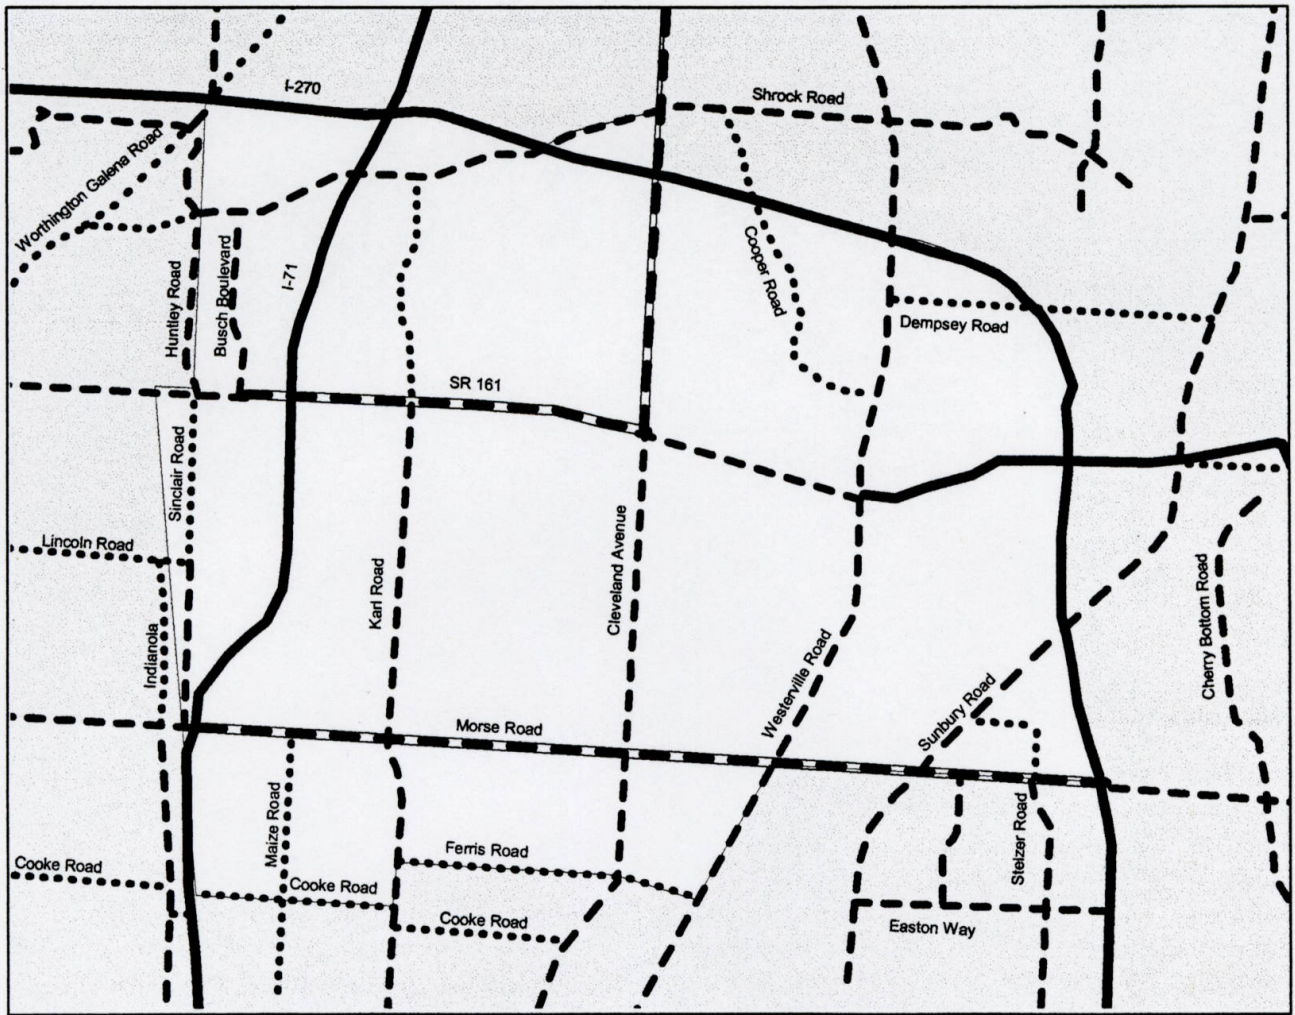 I-270
Shrock Road
Worthington Galena Road
Huntley Road
Busch Boulevard
I-71
Cooper Road
Dempsey Road
SR 161
Sinclair Road
Lincoln Road
Karl Road
Cleveland Avenue
Cherry Bottom Road
Indianola
Westerville Road
Sunbury Road
Morse Road
Maize Road
Stelzer Road
Ferris Road
Cooke Road
Cooke Road
Cooke Road
Easton Way